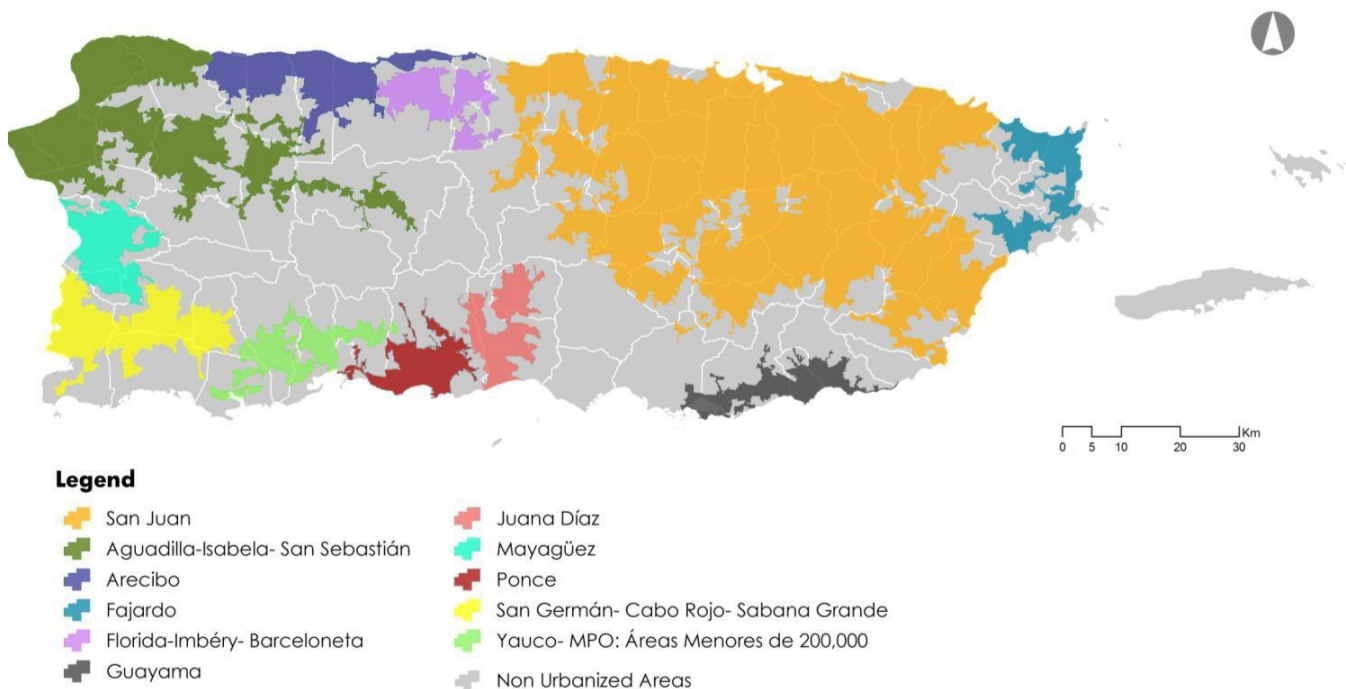 Km
0 5 10 20 30
Legend
San Juan
Aguadilla-Isabela- San Sebastián
Arecibo
Fajardo
Florida-Imbéry- Barceloneta
Guayama
Juana Díaz
Mayagüez
Ponce
San Germán- Cabo Rojo- Sabana Grande
Yauco- MPO: Áreas Menores de 200,000
Non Urbanized Areas